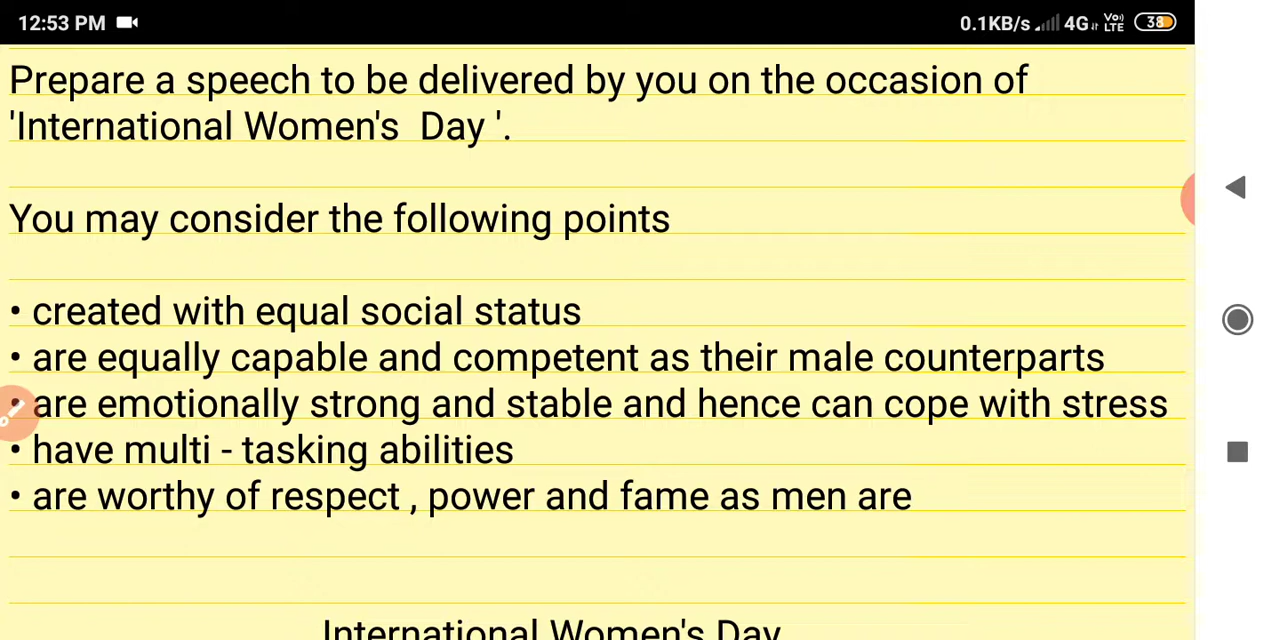 12:53 PM 0.1KB/s 4G Vo) LTE 38
Prepare a speech to be delivered by you on the occasion of
'International Women's Day '.
You may consider the following points
• created with equal social status
• are equally capable and competent as their male counterparts
• are emotionally strong and stable and hence can cope with stress
• have multi - tasking abilities
• are worthy of respect , power and fame as men are
International Women's Day